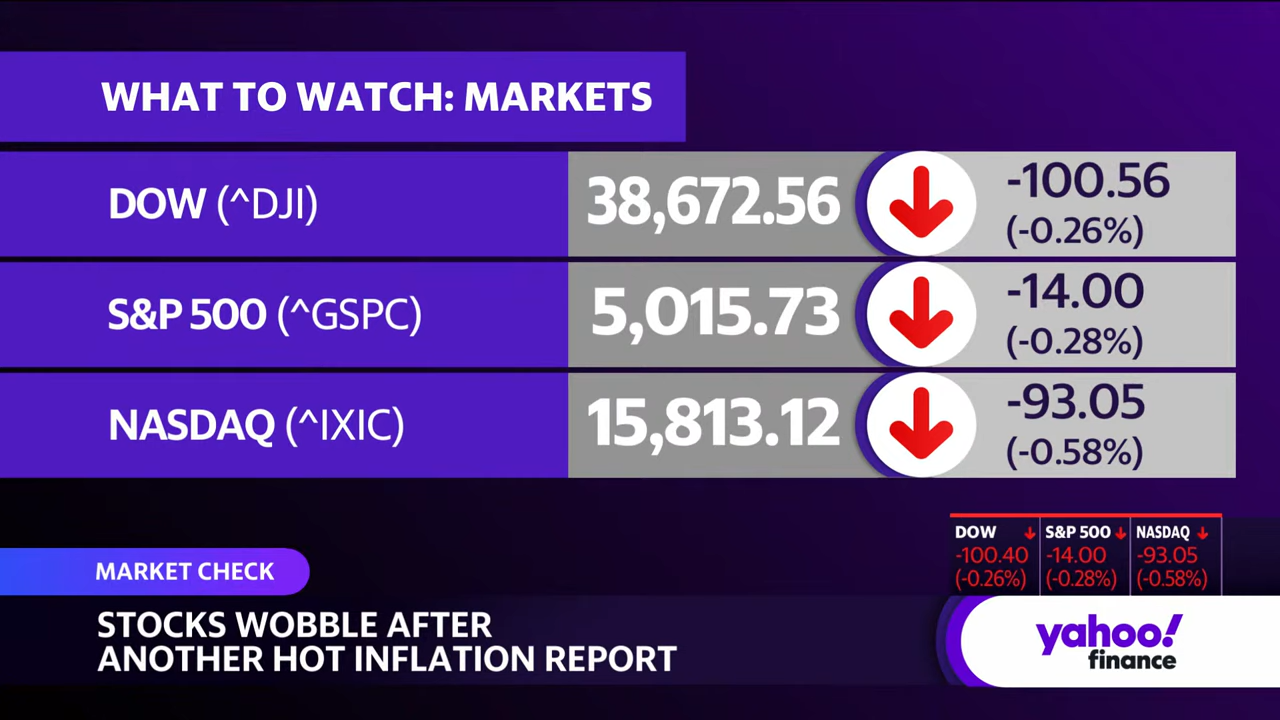 WHAT TO WATCH: MARKETS
DOW (^DJI) 38,672.56 -100.56
(-0.26%)
S&P 500 (^GSPC) 5,015.73 -14.00
(-0.28%)
NASDAQ (^IXIC) 15,813.12 -93.05
(-0.58%)
DOW S&P 500 NASDAQ
-100.40 -14.00 -93.05
(-0.26%) (-0.28%) (-0.58%)
MARKET CHECK
STOCKS WOBBLE AFTER
ANOTHER HOT INFLATION REPORT
yahoo!
finance